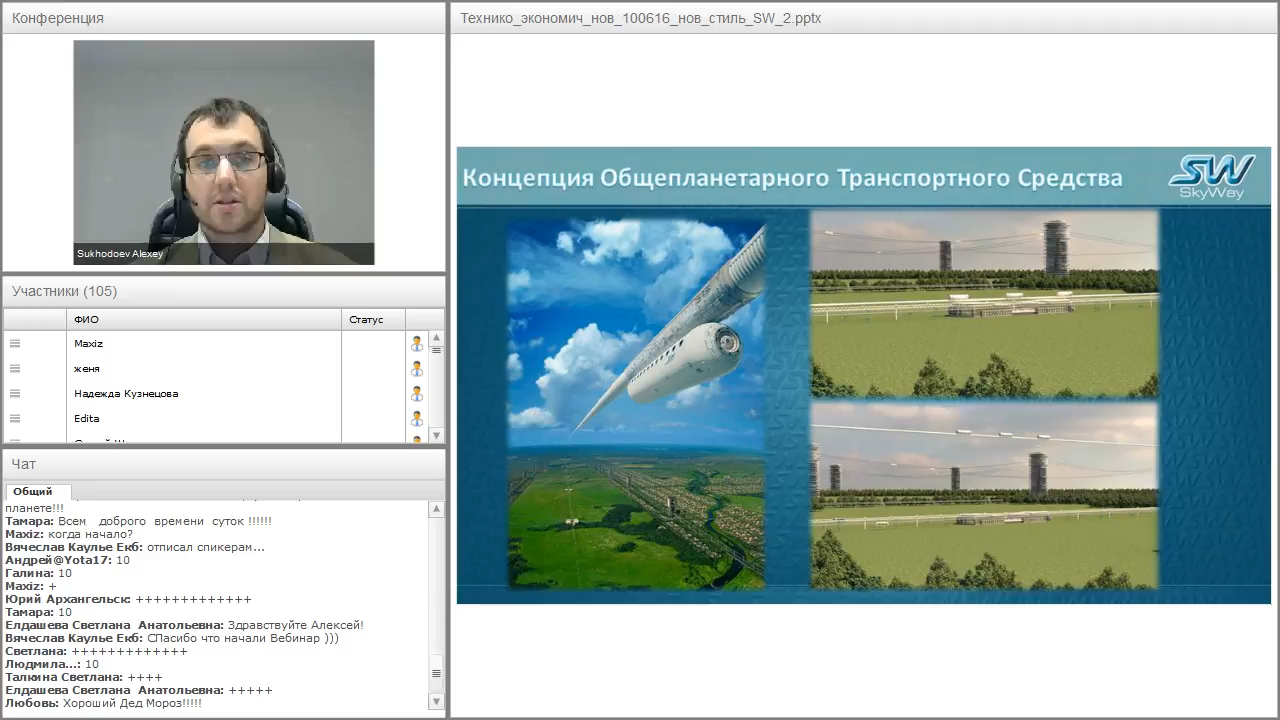 Конференция
Sukhodoev Alexey
Участники (105)
ФИО
Статус
Maxiz
женя
Надежда Кузнецова
Edita
Чат
Общий
планете!!!
Тамара: Всем доброго времени суток !!!!!!
Maxiz: когда начало?
Вячеслав Каулье Екб: отписал спикерам...
Андрей@Yota17: 10
Галина: 10
Maxiz: +
Юрий Архангельск: +++++++++++++
Тамара: 10
Елдашева Светлана Анатольевна: Здравствуйте Алексей!
Вячеслав Каулье Екб: СПасибо что начали Вебинар )))
Светлана: +++++++++++++
Людмила...: 10
Талкина Светлана: ++++
Елдашева Светлана Анатольевна: +++++
Любовь: Хороший Дед Мороз!!!!!
Технико_экономич_нов_100616_нов_стиль_SW_2.pptx
Концепция Общепланетарного Транспортного Средства
SW
SkyWay